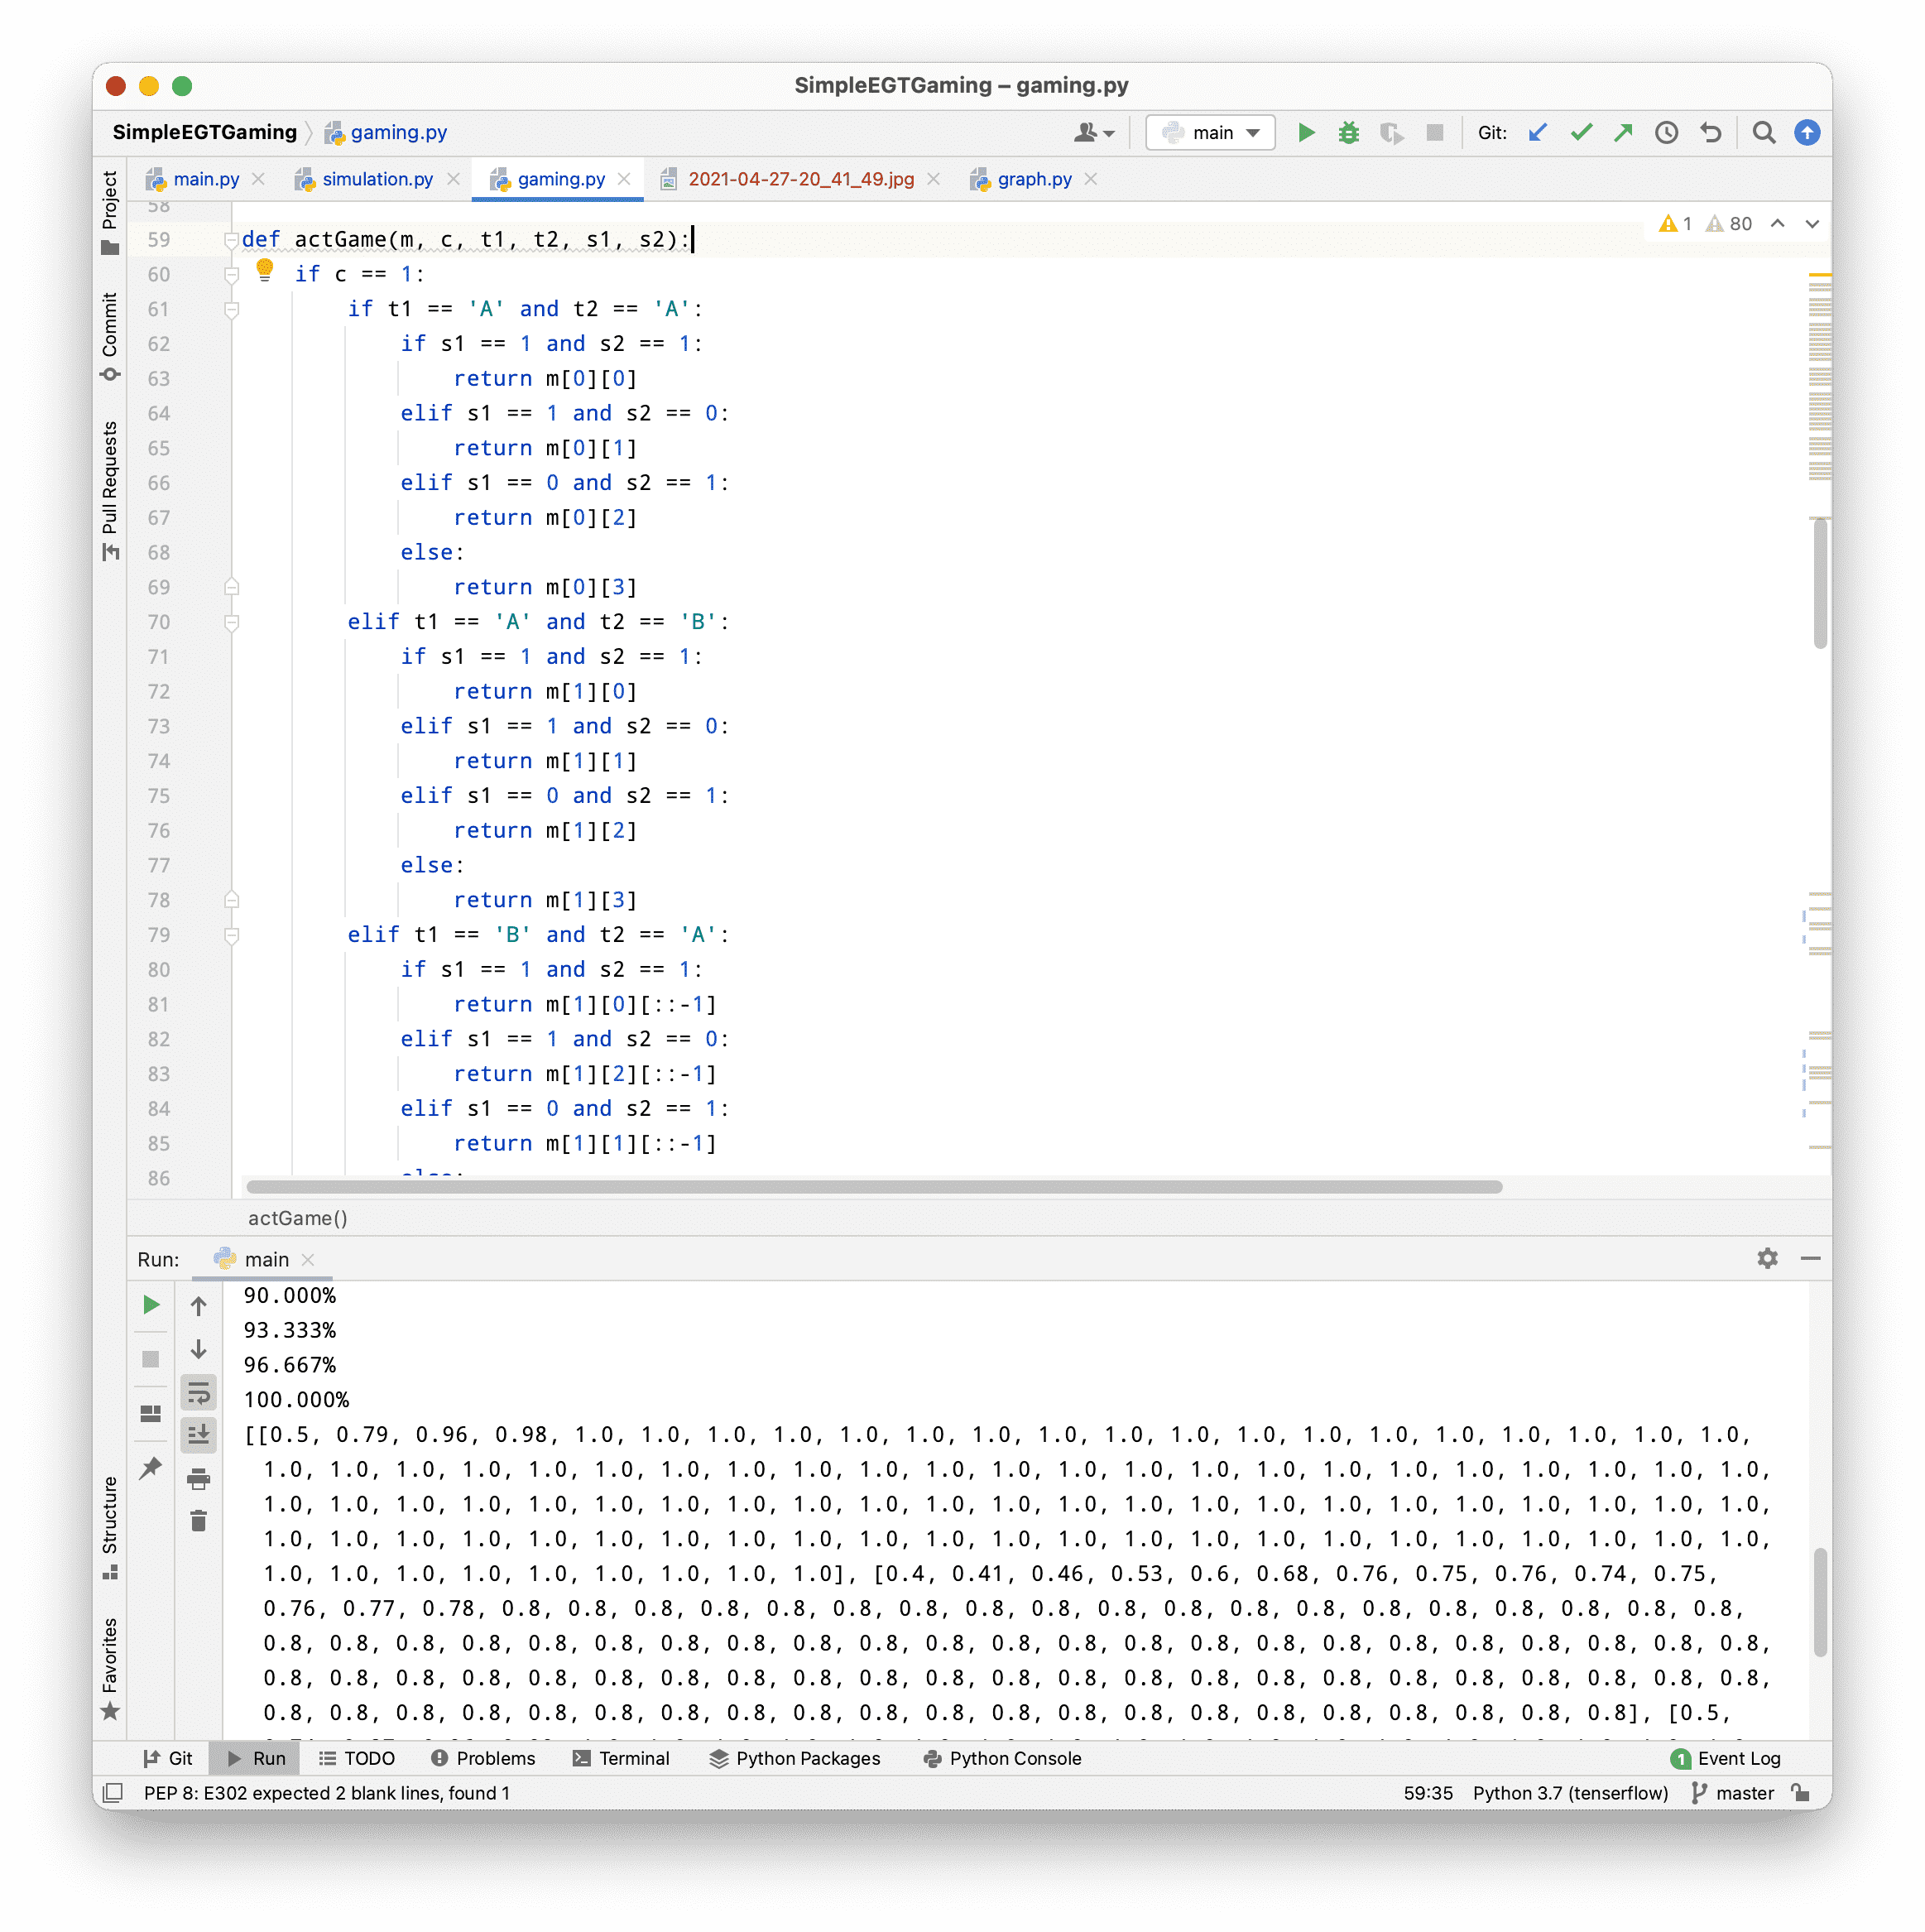 SimpleEGTGaming – gaming.py
SimpleEGTGaming gaming.py main Git:
main.py simulation.py gaming.py 2021-04-27-20_41_49.jpg graph.py
Project
Commit
Pull Requests
Structure
Favorites
1 80
58
59 def actGame(m, c, t1, t2, s1, s2):
60 if c == 1:
61 if t1 == 'A' and t2 == 'A':
62 if s1 == 1 and s2 == 1:
63 return m[0][0]
64 elif s1 == 1 and s2 == 0:
65 return m[0][1]
66 elif s1 == 0 and s2 == 1:
67 return m[0][2]
68 else:
69 return m[0][3]
70 elif t1 == 'A' and t2 == 'B':
71 if s1 == 1 and s2 == 1:
72 return m[1][0]
73 elif s1 == 1 and s2 == 0:
74 return m[1][1]
75 elif s1 == 0 and s2 == 1:
76 return m[1][2]
77 else:
78 return m[1][3]
79 elif t1 == 'B' and t2 == 'A':
80 if s1 == 1 and s2 == 1:
81 return m[1][0][::-1]
82 elif s1 == 1 and s2 == 0:
83 return m[1][2][::-1]
84 elif s1 == 0 and s2 == 1:
85 return m[1][1][::-1]
86 else:
actGame()
Run: main
90.000%
93.333%
96.667%
100.000%
[[0.5, 0.79, 0.96, 0.98, 1.0, 1.0, 1.0, 1.0, 1.0, 1.0, 1.0, 1.0, 1.0, 1.0, 1.0, 1.0, 1.0, 1.0, 1.0, 1.0, 1.0, 1.0,
1.0, 1.0, 1.0, 1.0, 1.0, 1.0, 1.0, 1.0, 1.0, 1.0, 1.0, 1.0, 1.0, 1.0, 1.0, 1.0, 1.0, 1.0, 1.0, 1.0, 1.0, 1.0, 1.0,
1.0, 1.0, 1.0, 1.0, 1.0, 1.0, 1.0, 1.0, 1.0, 1.0, 1.0, 1.0, 1.0, 1.0, 1.0, 1.0, 1.0, 1.0, 1.0, 1.0, 1.0, 1.0, 1.0,
1.0, 1.0, 1.0, 1.0, 1.0, 1.0, 1.0, 1.0, 1.0, 1.0, 1.0, 1.0, 1.0, 1.0, 1.0, 1.0, 1.0, 1.0, 1.0, 1.0, 1.0, 1.0, 1.0,
1.0, 1.0, 1.0, 1.0, 1.0, 1.0, 1.0, 1.0, 1.0], [0.4, 0.41, 0.46, 0.53, 0.6, 0.68, 0.76, 0.75, 0.76, 0.74, 0.75,
0.76, 0.77, 0.78, 0.8, 0.8, 0.8, 0.8, 0.8, 0.8, 0.8, 0.8, 0.8, 0.8, 0.8, 0.8, 0.8, 0.8, 0.8, 0.8, 0.8, 0.8,
0.8, 0.8, 0.8, 0.8, 0.8, 0.8, 0.8, 0.8, 0.8, 0.8, 0.8, 0.8, 0.8, 0.8, 0.8, 0.8, 0.8, 0.8, 0.8, 0.8, 0.8, 0.8, 0.8,
0.8, 0.8, 0.8, 0.8, 0.8, 0.8, 0.8, 0.8, 0.8, 0.8, 0.8, 0.8, 0.8, 0.8, 0.8, 0.8, 0.8, 0.8, 0.8, 0.8, 0.8, 0.8, 0.8,
0.8, 0.8, 0.8, 0.8, 0.8, 0.8, 0.8, 0.8, 0.8, 0.8, 0.8, 0.8, 0.8, 0.8, 0.8, 0.8, 0.8, 0.8, 0.8, 0.8, 0.8], [0.5,
Git Run TODO Problems Terminal Python Packages Python Console 1 Event Log
PEP 8: E302 expected 2 blank lines, found 1 59:35 Python 3.7 (tenserflow) master